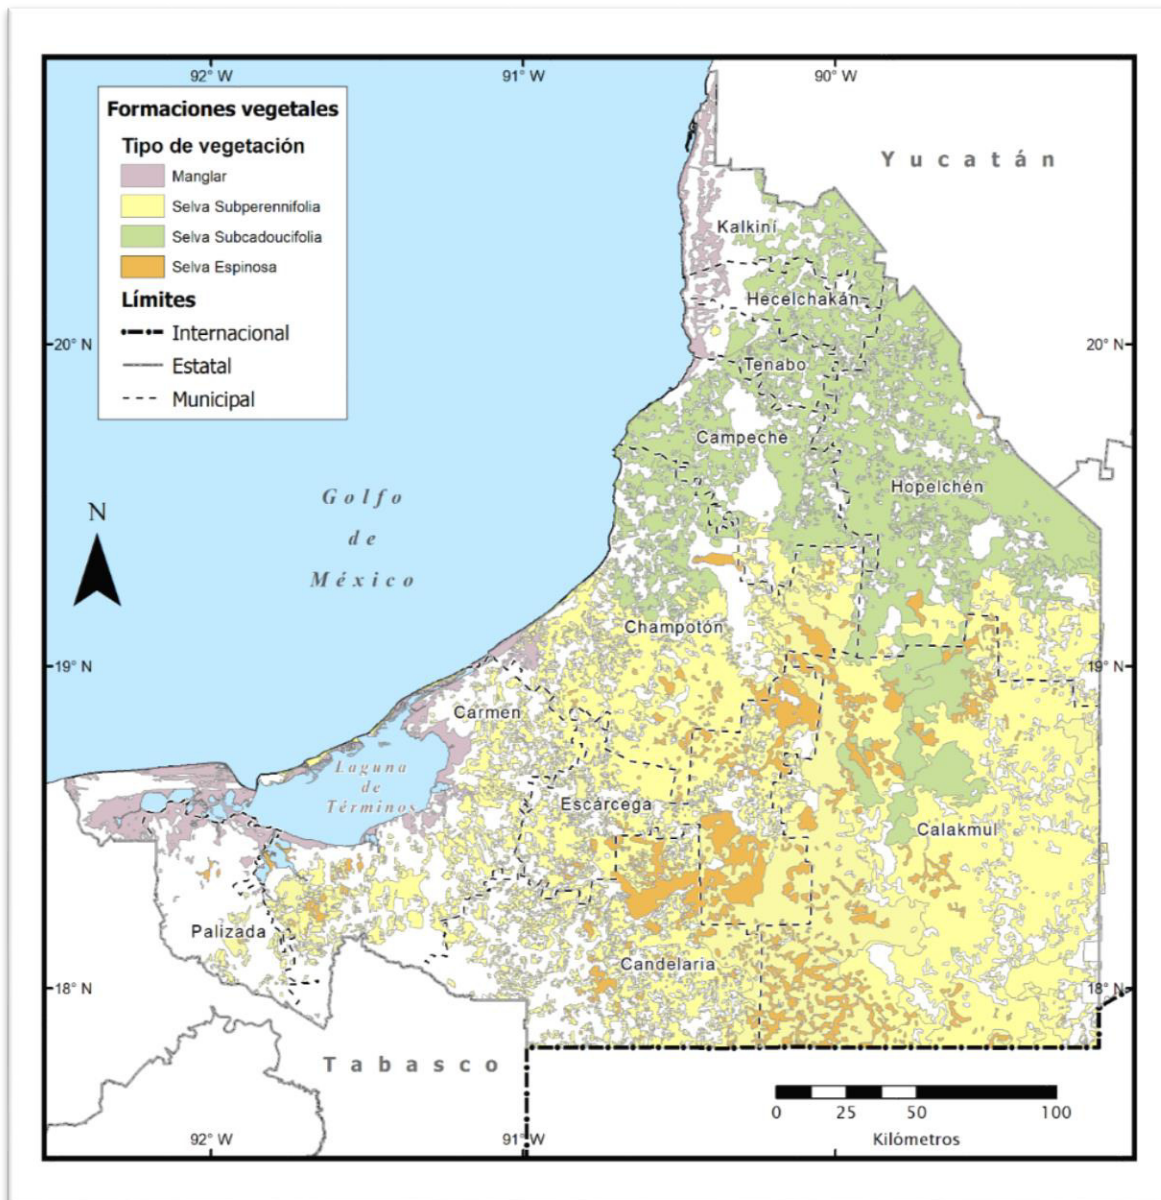 92° W
91° W
90° W
Formaciones vegetales
Tipo de vegetación
Manglar
Selva Subperennifolia
Selva Subcadoucifolia
Selva Espinosa
Límites
Internacional
Estatal
Municipal
Yucatán
Kalkiní
Hecelchakán
20° N
20° N
Tenabo
Campeche
Hopelchén
Golfo
de
México
N
Champotón
19° N
19° N
Carmen
Laguna
de
Términos
Escárcega
Calakmul
Palizada
Candelaria
18° N
18° N
Tabasco
0 25 50 100
Kilómetros
92° W
91° W